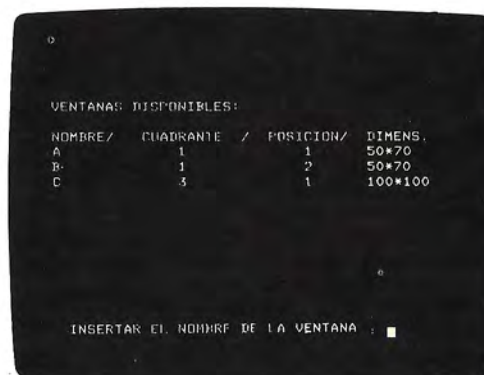 VENTANAS DISPONIBLES:
NOMBRE/ CUADRANTE / POSICION/ DIMENS.
A 1 1 50*70
B 1 2 50*70
C 3 1 100*100
INSERTAR EL NOMBRE DE LA VENTANA :